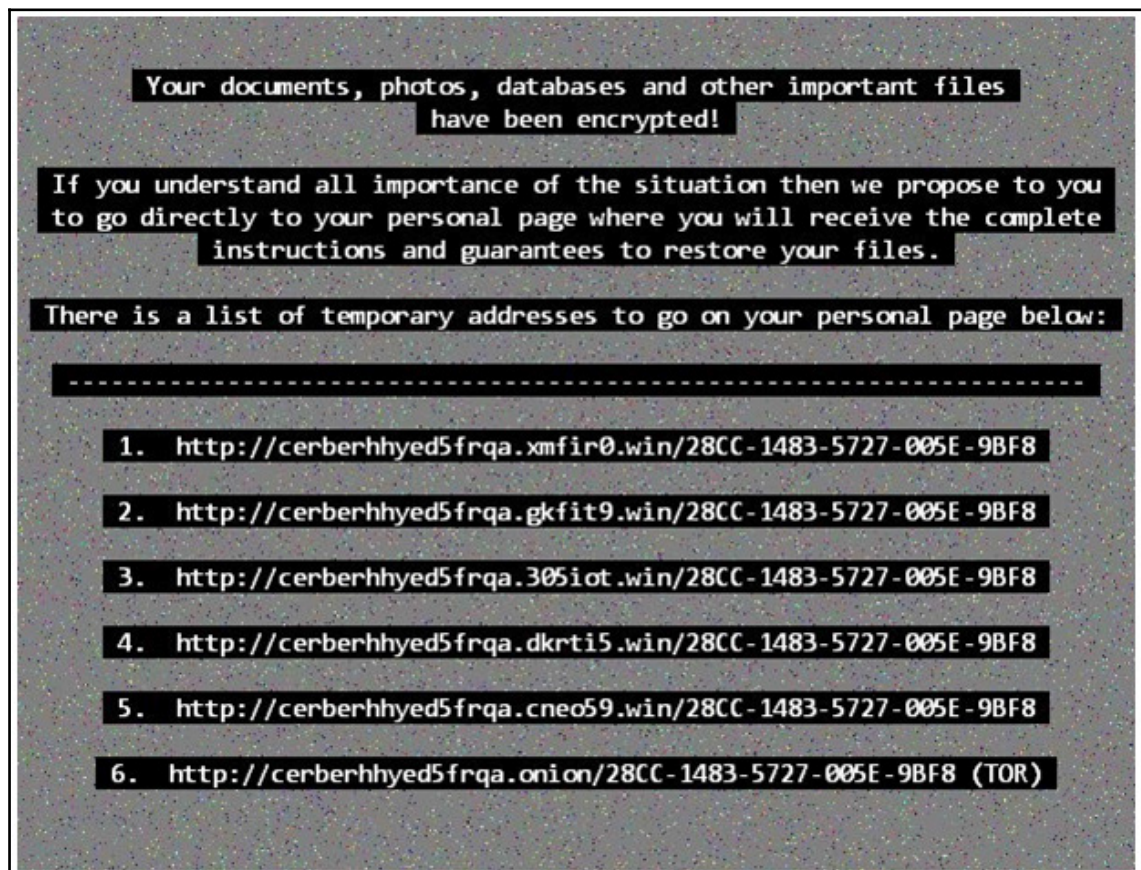 Your documents, photos, databases and other important files
have been encrypted!
If you understand all importance of the situation then we propose to you
to go directly to your personal page where you will receive the complete
instructions and guarantees to restore your files.
There is a list of temporary addresses to go on your personal page below:
----------------------------------------------------------------------
1. http://cerberhhyed5frqa.xmfir0.win/28CC-1483-5727-005E-9BF8
2. http://cerberhhyed5frqa.gkfit9.win/28CC-1483-5727-005E-9BF8
3. http://cerberhhyed5frqa.305iot.win/28CC-1483-5727-005E-9BF8
4. http://cerberhhyed5frqa.dkrti5.win/28CC-1483-5727-005E-9BF8
5. http://cerberhhyed5frqa.cneo59.win/28CC-1483-5727-005E-9BF8
6. http://cerberhhyed5frqa.onion/28CC-1483-5727-005E-9BF8 (TOR)